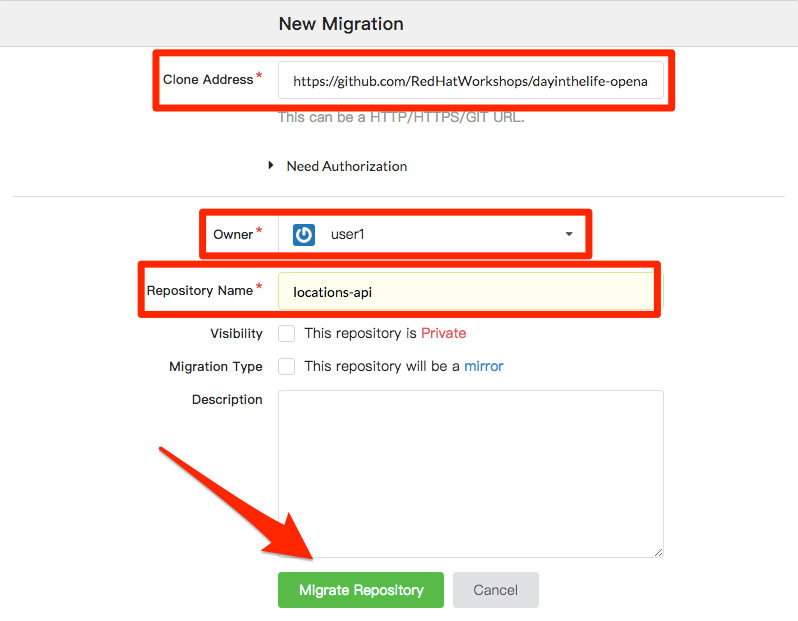 New Migration
Clone Address*
https://github.com/RedHatWorkshops/dayinthelife-opena
This can be a HTTP/HTTPS/GIT URL.
Need Authorization
Owner* user1
Repository Name* locations-api
Visibility This repository is Private
Migration Type This repository will be a mirror
Description
Migrate Repository Cancel